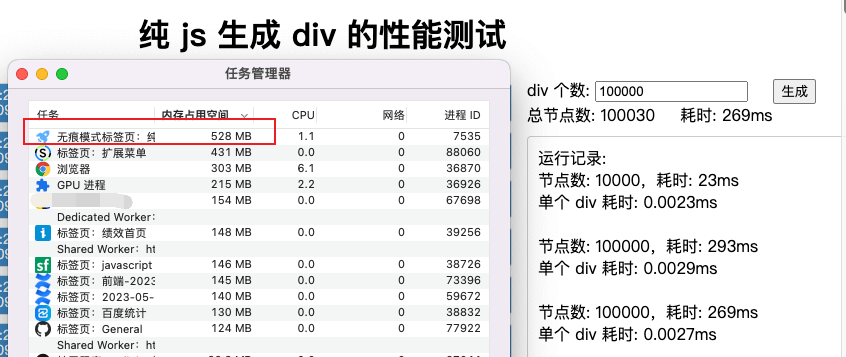 纯 js 生成 div 的性能测试
任务管理器
任务 内存占用空间 CPU 网络 进程 ID
无痕模式标签页：纯 528 MB 1.1 0 7535
标签页：扩展菜单 431 MB 0.0 0 88060
浏览器 303 MB 6.1 0 36870
GPU 进程 215 MB 2.2 0 36926
154 MB 0.0 0 67698
Dedicated Worker：
标签页：绩效首页 148 MB 0.0 0 39256
Shared Worker：ht
标签页：javascript 146 MB 0.0 0 38726
标签页：前端-2023 145 MB 0.0 0 73396
标签页：2023-05- 140 MB 0.0 0 59672
标签页：百度统计 130 MB 0.0 0 38832
标签页：General 124 MB 0.0 0 77922
Shared Worker：ht
div 个数: 100000 生成
总节点数: 100030 耗时: 269ms
运行记录:
节点数: 10000，耗时: 23ms
单个 div 耗时: 0.0023ms
节点数: 100000，耗时: 293ms
单个 div 耗时: 0.0029ms
节点数: 100000，耗时: 269ms
单个 div 耗时: 0.0027ms